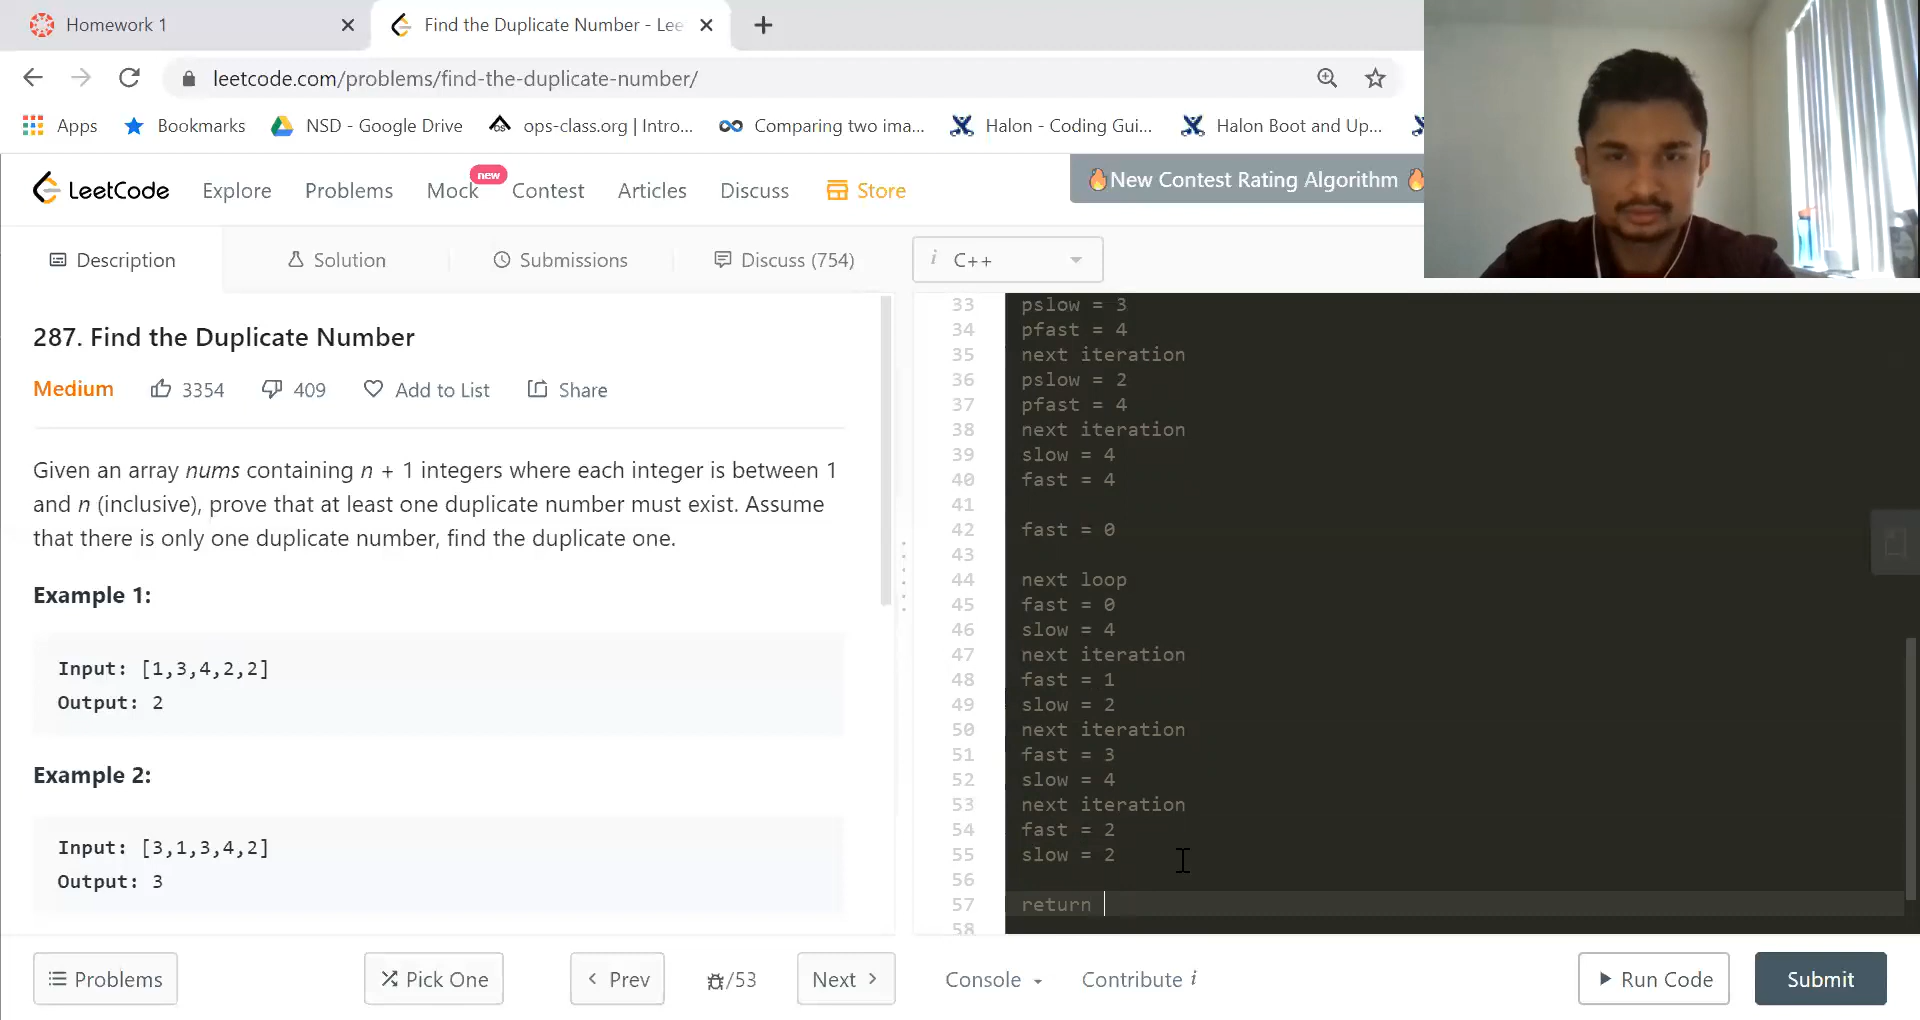 Homework 1
Find the Duplicate Number - Lee
leetcode.com/problems/find-the-duplicate-number/
Apps
Bookmarks
NSD - Google Drive
ops-class.org | Intro...
Comparing two ima...
Halon - Coding Gui...
Halon Boot and Up...
LeetCode
Explore
Problems
Mock
new
Contest
Articles
Discuss
Store
🔥New Contest Rating Algorithm 🔥
Description
Solution
Submissions
Discuss (754)
i C++
287. Find the Duplicate Number
Medium
3354
409
Add to List
Share
Given an array nums containing n + 1 integers where each integer is between 1
and n (inclusive), prove that at least one duplicate number must exist. Assume
that there is only one duplicate number, find the duplicate one.
Example 1:
Input: [1,3,4,2,2]
Output: 2
Example 2:
Input: [3,1,3,4,2]
Output: 3
33 pslow = 3
34 pfast = 4
35 next iteration
36 pslow = 2
37 pfast = 4
38 next iteration
39 slow = 4
40 fast = 4
41
42 fast = 0
43
44 next loop
45 fast = 0
46 slow = 4
47 next iteration
48 fast = 1
49 slow = 2
50 next iteration
51 fast = 3
52 slow = 4
53 next iteration
54 fast = 2
55 slow = 2
56
57 return
58
Problems
Pick One
Prev
/53
Next
Console
Contribute i
Run Code
Submit